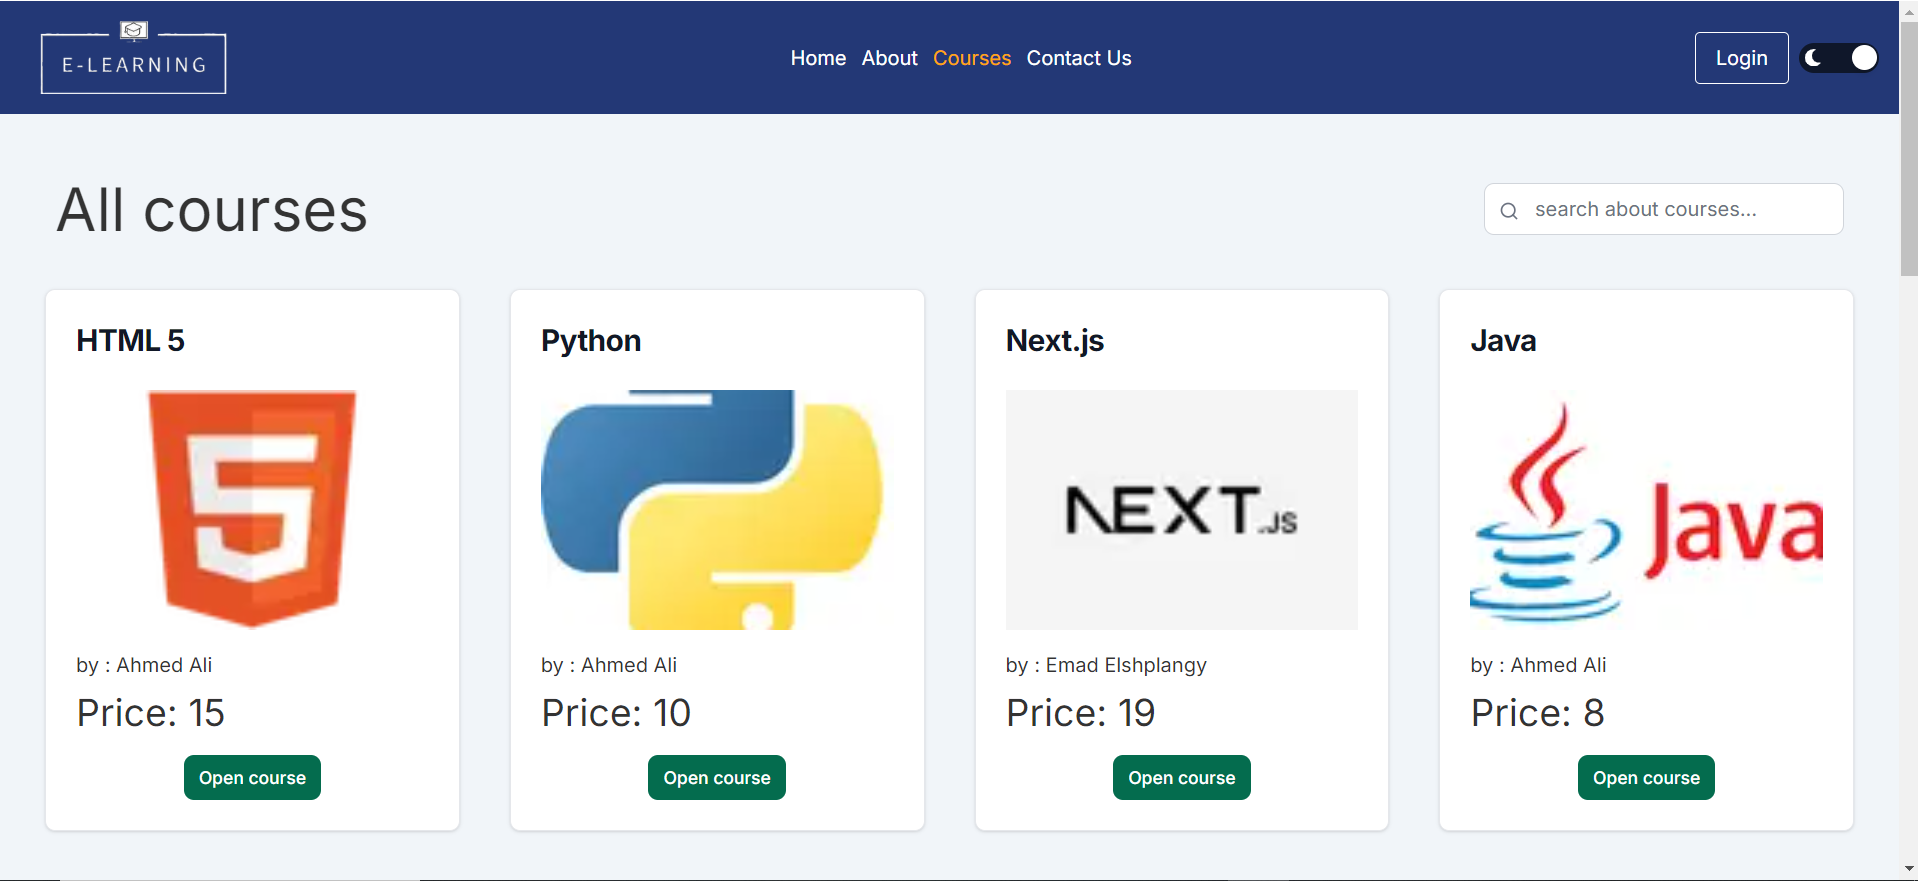 E-LEARNING
Home About Courses Contact Us
Login
All courses
search about courses...
HTML 5
5
by : Ahmed Ali
Price: 15
Open course
Python
by : Ahmed Ali
Price: 10
Open course
Next.js
NEXT.JS
by : Emad Elshplangy
Price: 19
Open course
Java
Java
by : Ahmed Ali
Price: 8
Open course